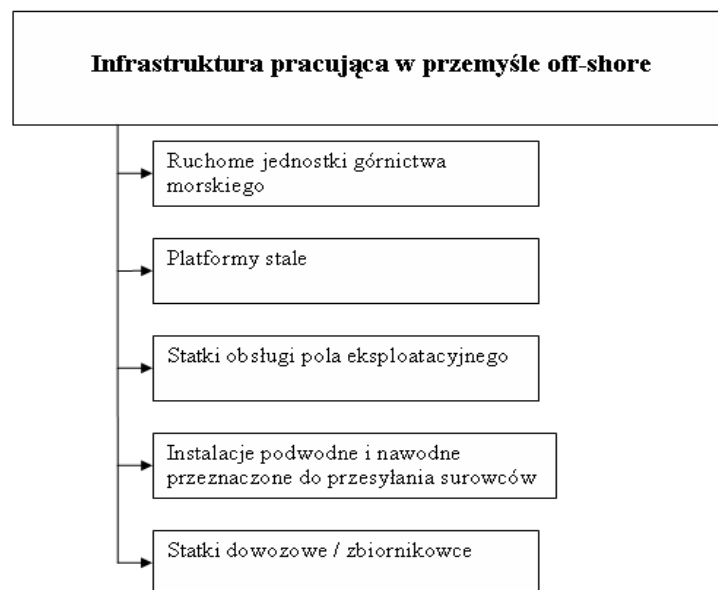 Infrastruktura pracująca w przemyśle off-shore
Ruchome jednostki górnictwa
morskiego
Platformy stale
Statki obsługi pola eksploatacyjnego
Instalacje podwodne i nawodne
przeznaczone do przesyłania surowców
Statki dowozowe / zbiornikowce